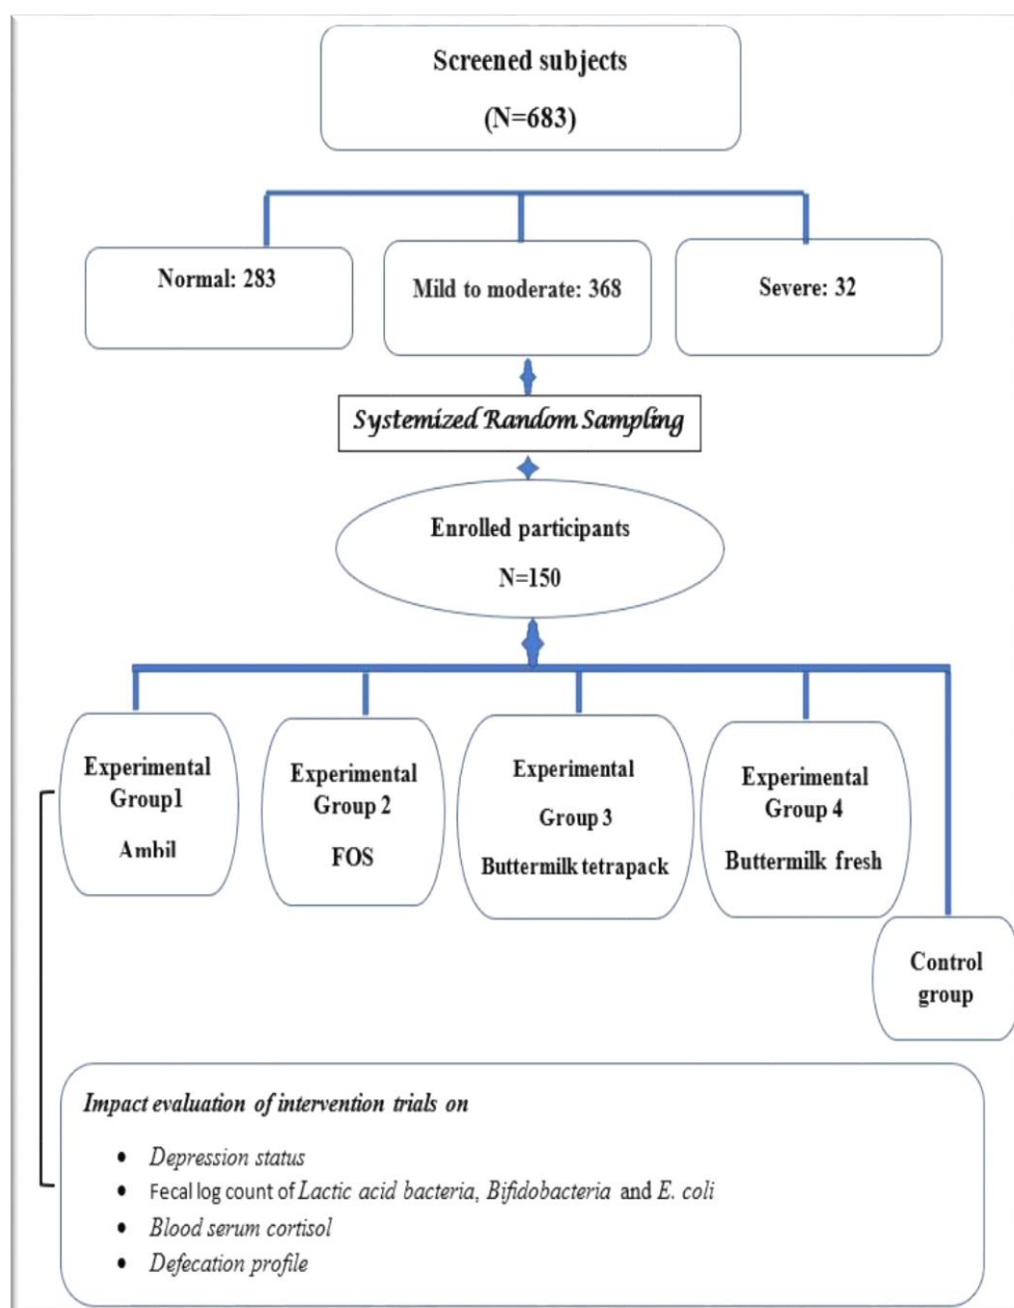 Screened subjects
(N=683)
Normal: 283
Mild to moderate: 368
Severe: 32
Systemized Random Sampling
Enrolled participants
N=150
Experimental
Group1
Ambil
Experimental
Group 2
FOS
Experimental
Group 3
Buttermilk tetrapack
Experimental
Group 4
Buttermilk fresh
Control
group
Impact evaluation of intervention trials on
• Depression status
• Fecal log count of Lactic acid bacteria, Bifidobacteria and E. coli
• Blood serum cortisol
• Defecation profile